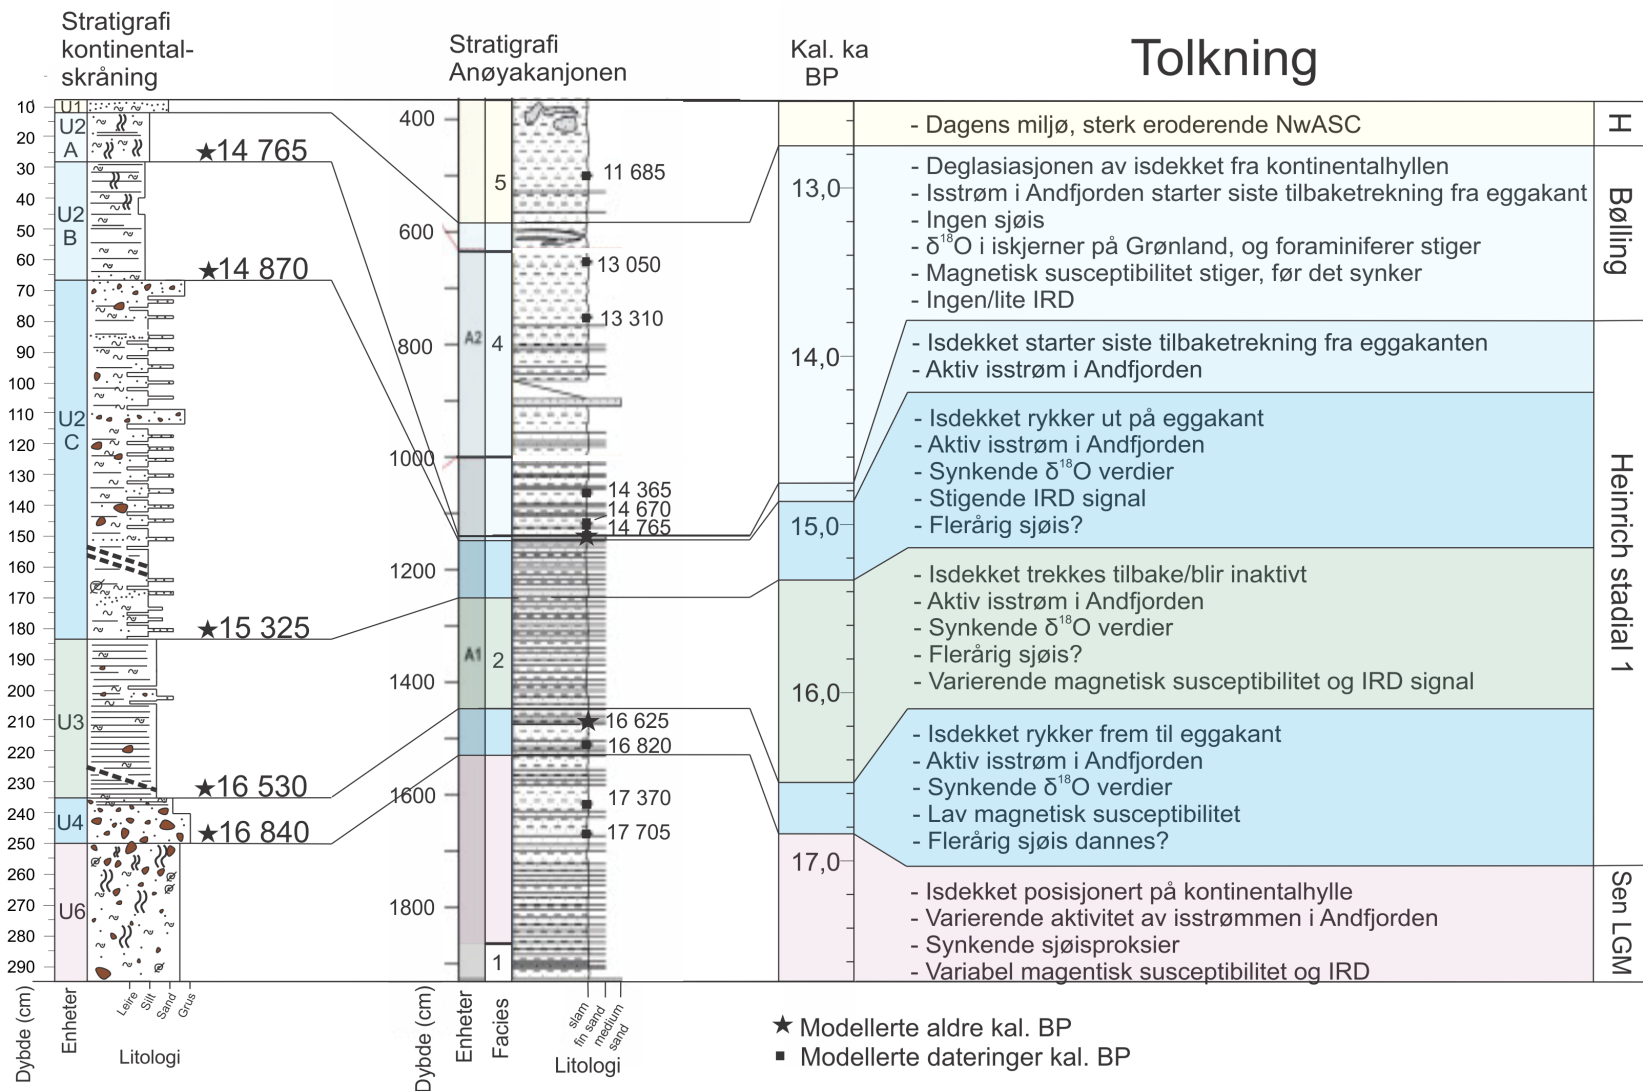 Stratigrafi
kontinental-
skråning
Stratigrafi
Anøyakanjonen
Kal. ka
BP
Tolkning
10
20
30
40
50
60
70
80
90
100
110
120
130
140
150
160
170
180
190
200
210
220
230
240
250
260
270
280
290
U1
U2
A
U2
B
U2
C
U3
U4
U6
★14 765
★14 870
★15 325
★16 530
★16 840
400
600
800
1000
1200
1400
1600
1800
A2
A1
5
4
2
1
11 685
13 050
13 310
14 365
14 670
14 765
16 625
16 820
17 370
17 705
13,0
14,0
15,0
16,0
17,0
- Dagens miljø, sterk eroderende NwASC
- Deglasiasjonen av isdekket fra kontinentalhyllen
- Isstrøm i Andfjorden starter siste tilbaketrekning fra eggakant
- Ingen sjøis
- δ¹⁸O i iskjerner på Grønland, og foraminiferer stiger
- Magnetisk susceptibilitet stiger, før det synker
- Ingen/lite IRD
- Isdekket starter siste tilbaketrekning fra eggakanten
- Aktiv isstrøm i Andfjorden
- Isdekket rykker ut på eggakant
- Aktiv isstrøm i Andfjorden
- Synkende δ¹⁸O verdier
- Stigende IRD signal
- Flerårig sjøis?
- Isdekket trekkes tilbake/blir inaktivt
- Aktiv isstrøm i Andfjorden
- Synkende δ¹⁸O verdier
- Flerårig sjøis?
- Varierende magnetisk susceptibilitet og IRD signal
- Isdekket rykker frem til eggakant
- Aktiv isstrøm i Andfjorden
- Synkende δ¹⁸O verdier
- Lav magnetisk susceptibilitet
- Flerårig sjøis dannes?
- Isdekket posisjonert på kontinentalhylle
- Varierende aktivitet av isstrømmen i Andfjorden
- Synkende sjøisproksier
- Variabel magentisk susceptibilitet og IRD
H
Bølling
Heinrich stadial 1
Sen LGM
Dybde (cm)
Enheter
Leire
Silt
Sand
Grus
Litologi
Dybde (cm)
Enheter
Facies
slam
fin sand
medium
sand
Litologi
★ Modellerte aldre kal. BP
▪ Modellerte dateringer kal. BP